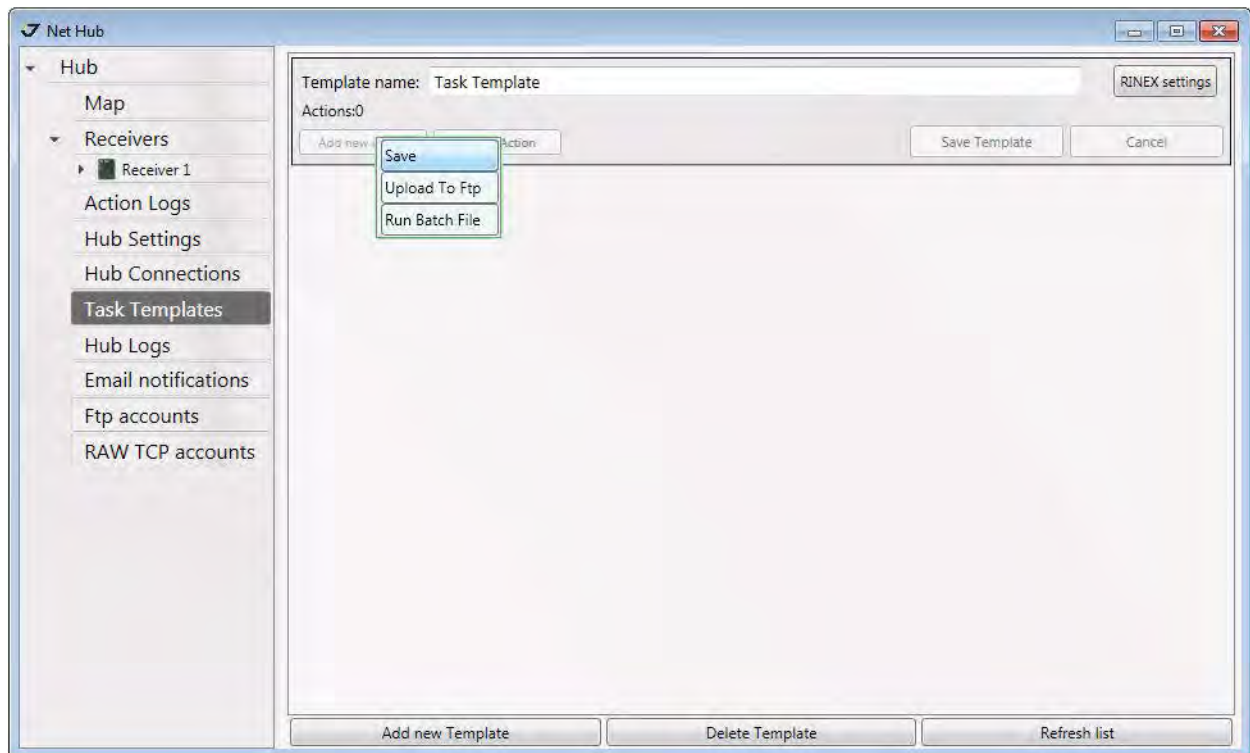 Net Hub
Hub
Map
Receivers
Receiver 1
Action Logs
Hub Settings
Hub Connections
Task Templates
Hub Logs
Email notifications
Ftp accounts
RAW TCP accounts
Template name: Task Template RINEX settings
Actions:0
Add new Action Save Template Cancel
Save
Upload To Ftp
Run Batch File
Add new Template Delete Template Refresh list